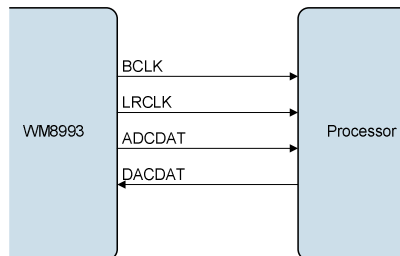 BCLK
LRCLK
WM8993
Processor
ADCDAT
DACDAT